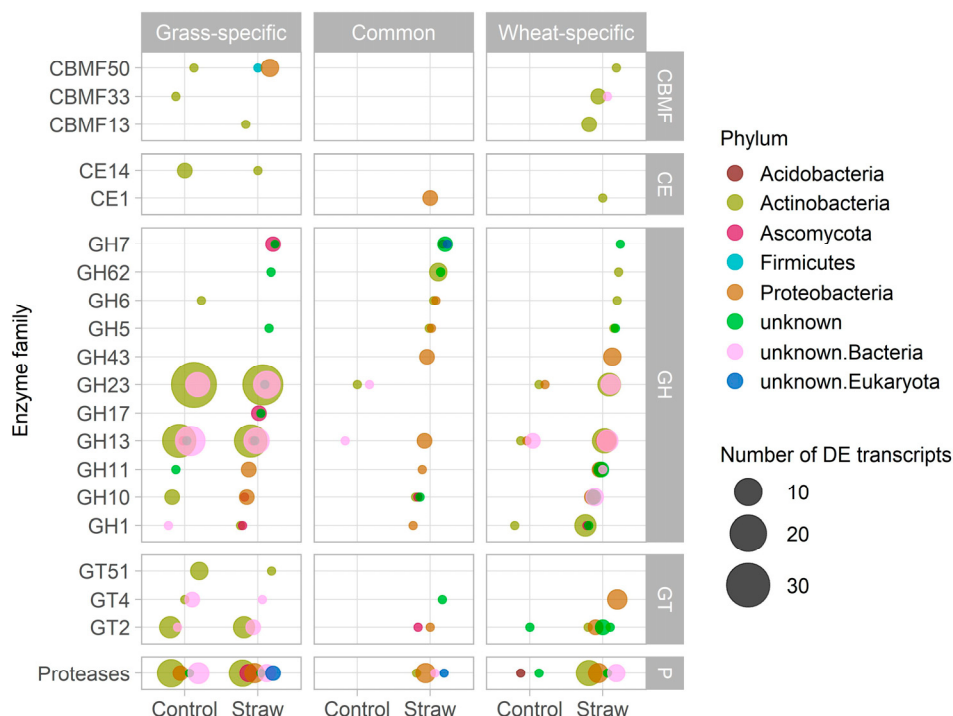 Grass-specific Common Wheat-specific
CBMF50
CBMF33
CBMF13
CBMF
CE14
CE1
CE
GH7
GH62
GH6
GH5
GH43
GH23
GH17
GH13
GH11
GH10
GH1
GH
GT51
GT4
GT2
GT
Proteases
P
Control Straw Control Straw Control Straw
Enzyme family
Phylum
Acidobacteria
Actinobacteria
Ascomycota
Firmicutes
Proteobacteria
unknown
unknown.Bacteria
unknown.Eukaryota
Number of DE transcripts
10
20
30